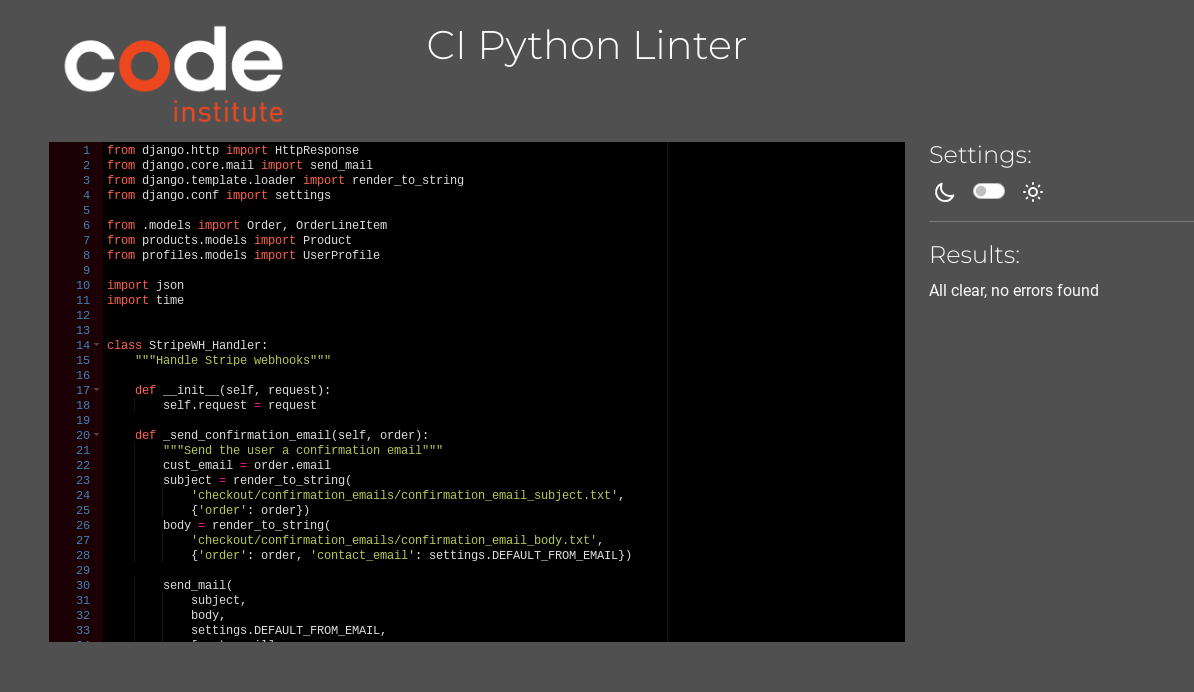 code
institute
CI Python Linter
1 from django.http import HttpResponse
2 from django.core.mail import send_mail
3 from django.template.loader import render_to_string
4 from django.conf import settings
5
6 from .models import Order, OrderLineItem
7 from products.models import Product
8 from profiles.models import UserProfile
9
10 import json
11 import time
12
13
14 class StripeWH_Handler:
15     """Handle Stripe webhooks"""
16
17     def __init__(self, request):
18         self.request = request
19
20     def _send_confirmation_email(self, order):
21         """Send the user a confirmation email"""
22         cust_email = order.email
23         subject = render_to_string(
24             'checkout/confirmation_emails/confirmation_email_subject.txt',
25             {'order': order})
26         body = render_to_string(
27             'checkout/confirmation_emails/confirmation_email_body.txt',
28             {'order': order, 'contact_email': settings.DEFAULT_FROM_EMAIL})
29
30         send_mail(
31             subject,
32             body,
33             settings.DEFAULT_FROM_EMAIL,
Settings:
Results:
All clear, no errors found